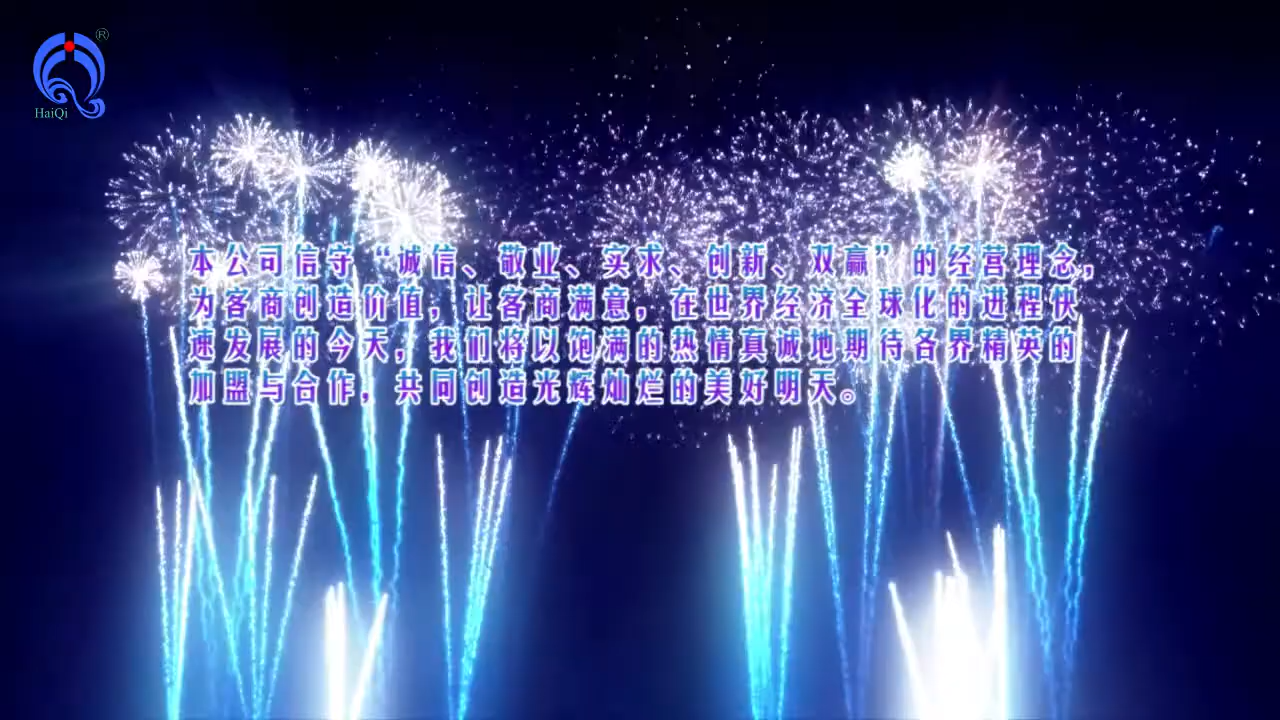 ®
HaiQi
本公司信守“诚信、敬业、实求、创新、双赢”的经营理念，
为客商创造价值，让客商满意，在世界经济全球化的进程快
速发展的今天，我们将以饱满的热情真诚地期待各界精英的
加盟与合作，共同创造光辉灿烂的美好明天。